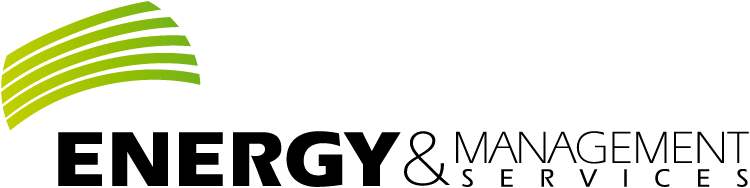 ENERGY & MANAGEMENT
SERVICES